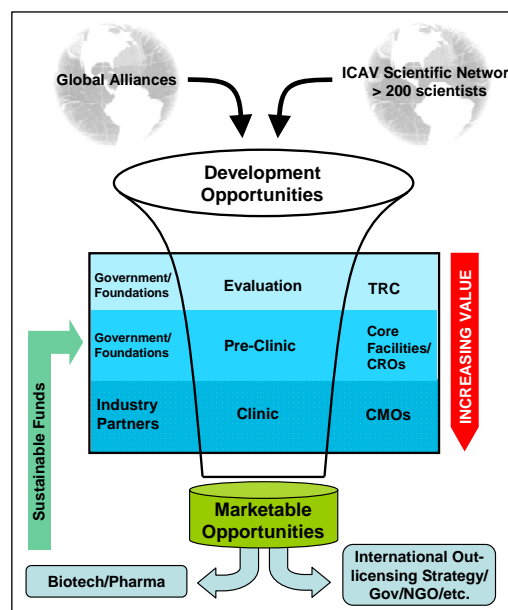 Global Alliances
ICAV Scientific Network
> 200 scientists
Development
Opportunities
Government/
Foundations
Evaluation
TRC
Government/
Foundations
Pre-Clinic
Core
Facilities/
CROs
Industry
Partners
Clinic
CMOs
INCREASING VALUE
Sustainable Funds
Marketable
Opportunities
Biotech/Pharma
International Out-
licensing Strategy/
Gov/NGO/etc.